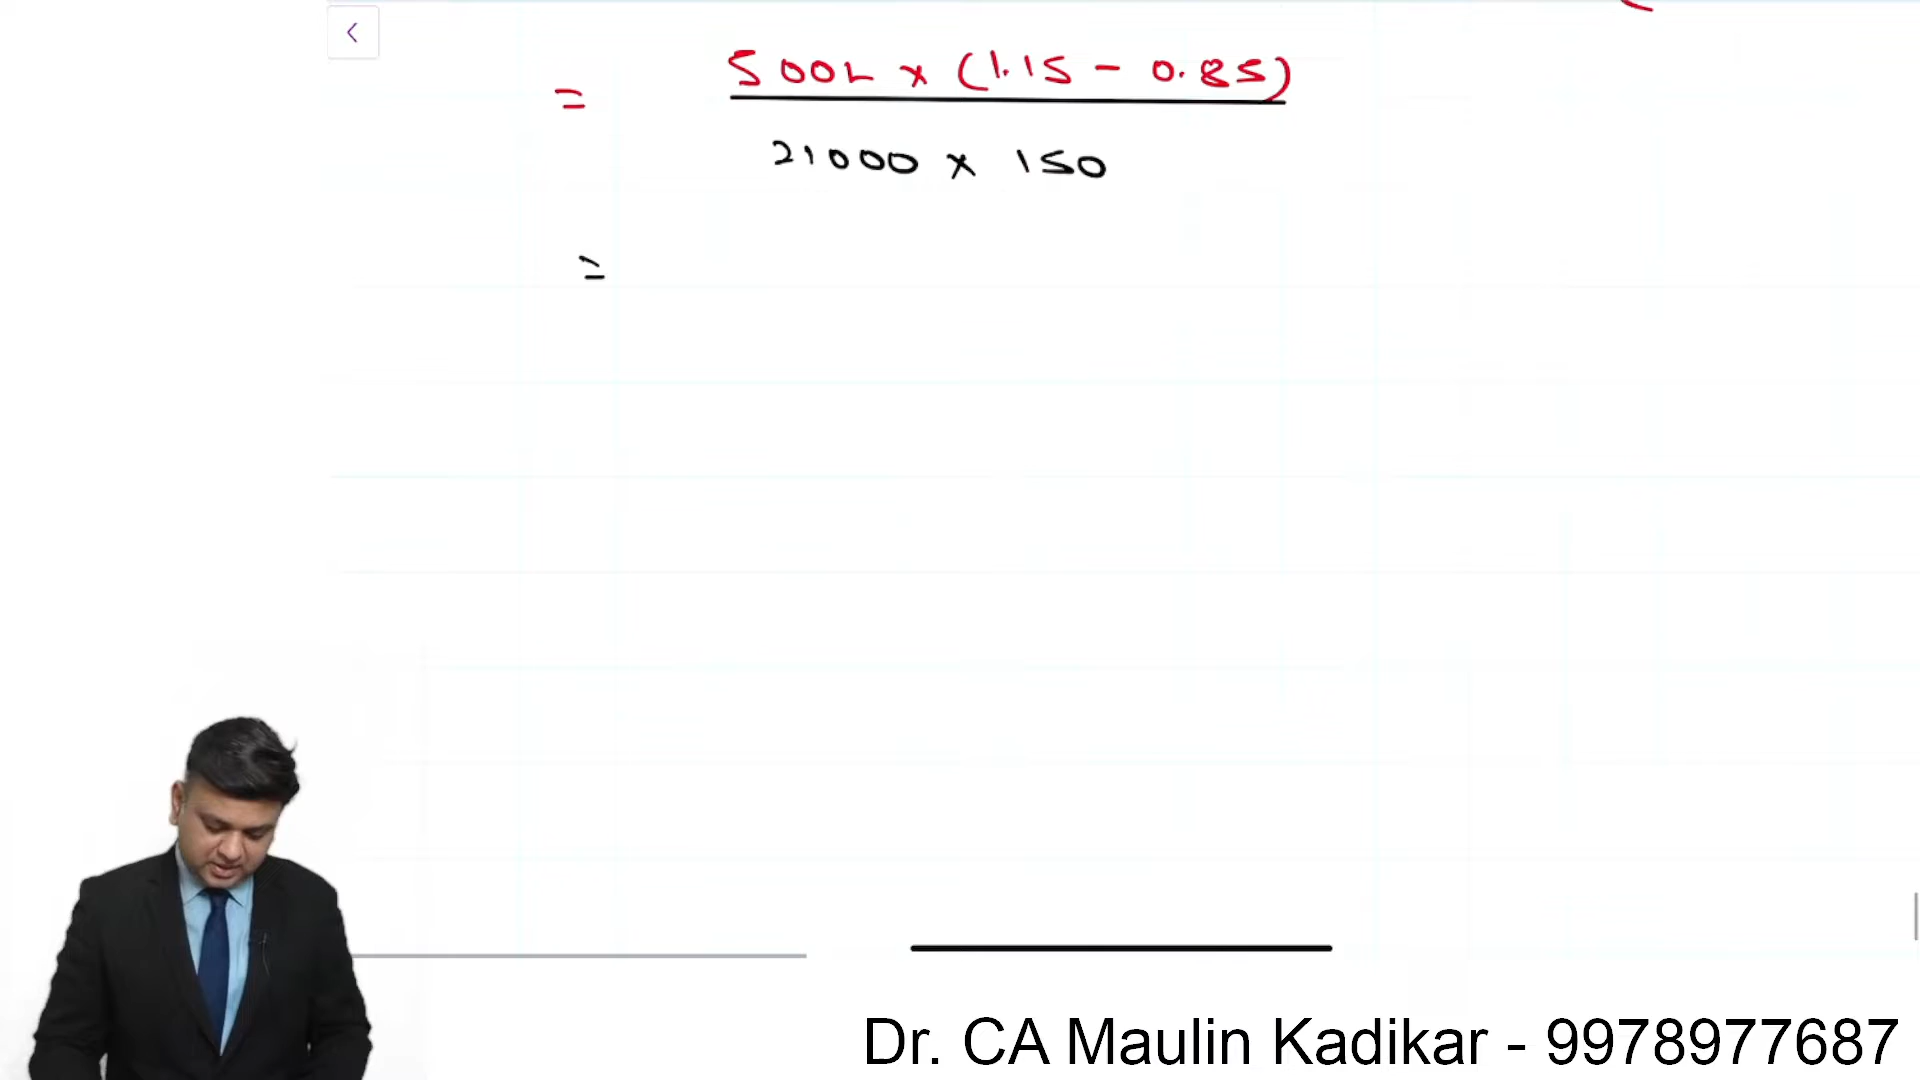 = 500L × (1.15 - 0.85)
21000 × 150
=
Dr. CA Maulin Kadikar - 9978977687